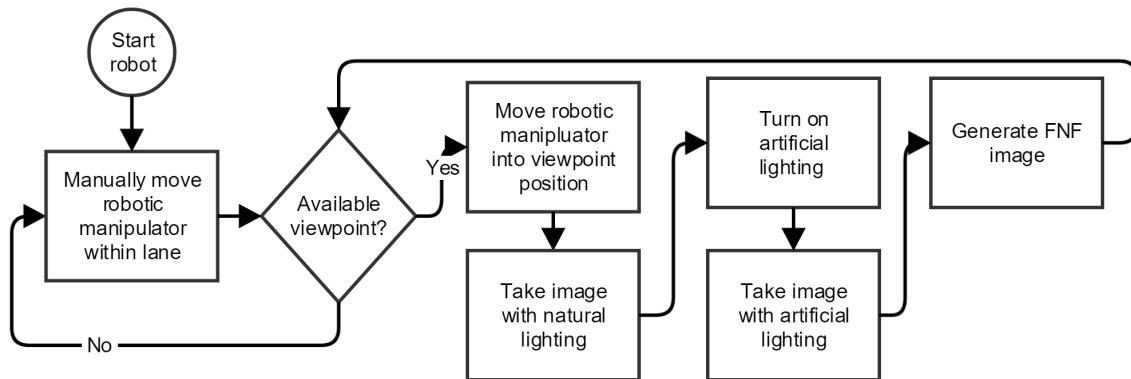 Start
robot
Manually move
robotic
manipulator
within lane
No
Available
viewpoint?
Yes
Move robotic
manipluator
into viewpoint
position
Take image
with natural
lighting
Turn on
artificial
lighting
Take image
with artificial
lighting
Generate FNF
image